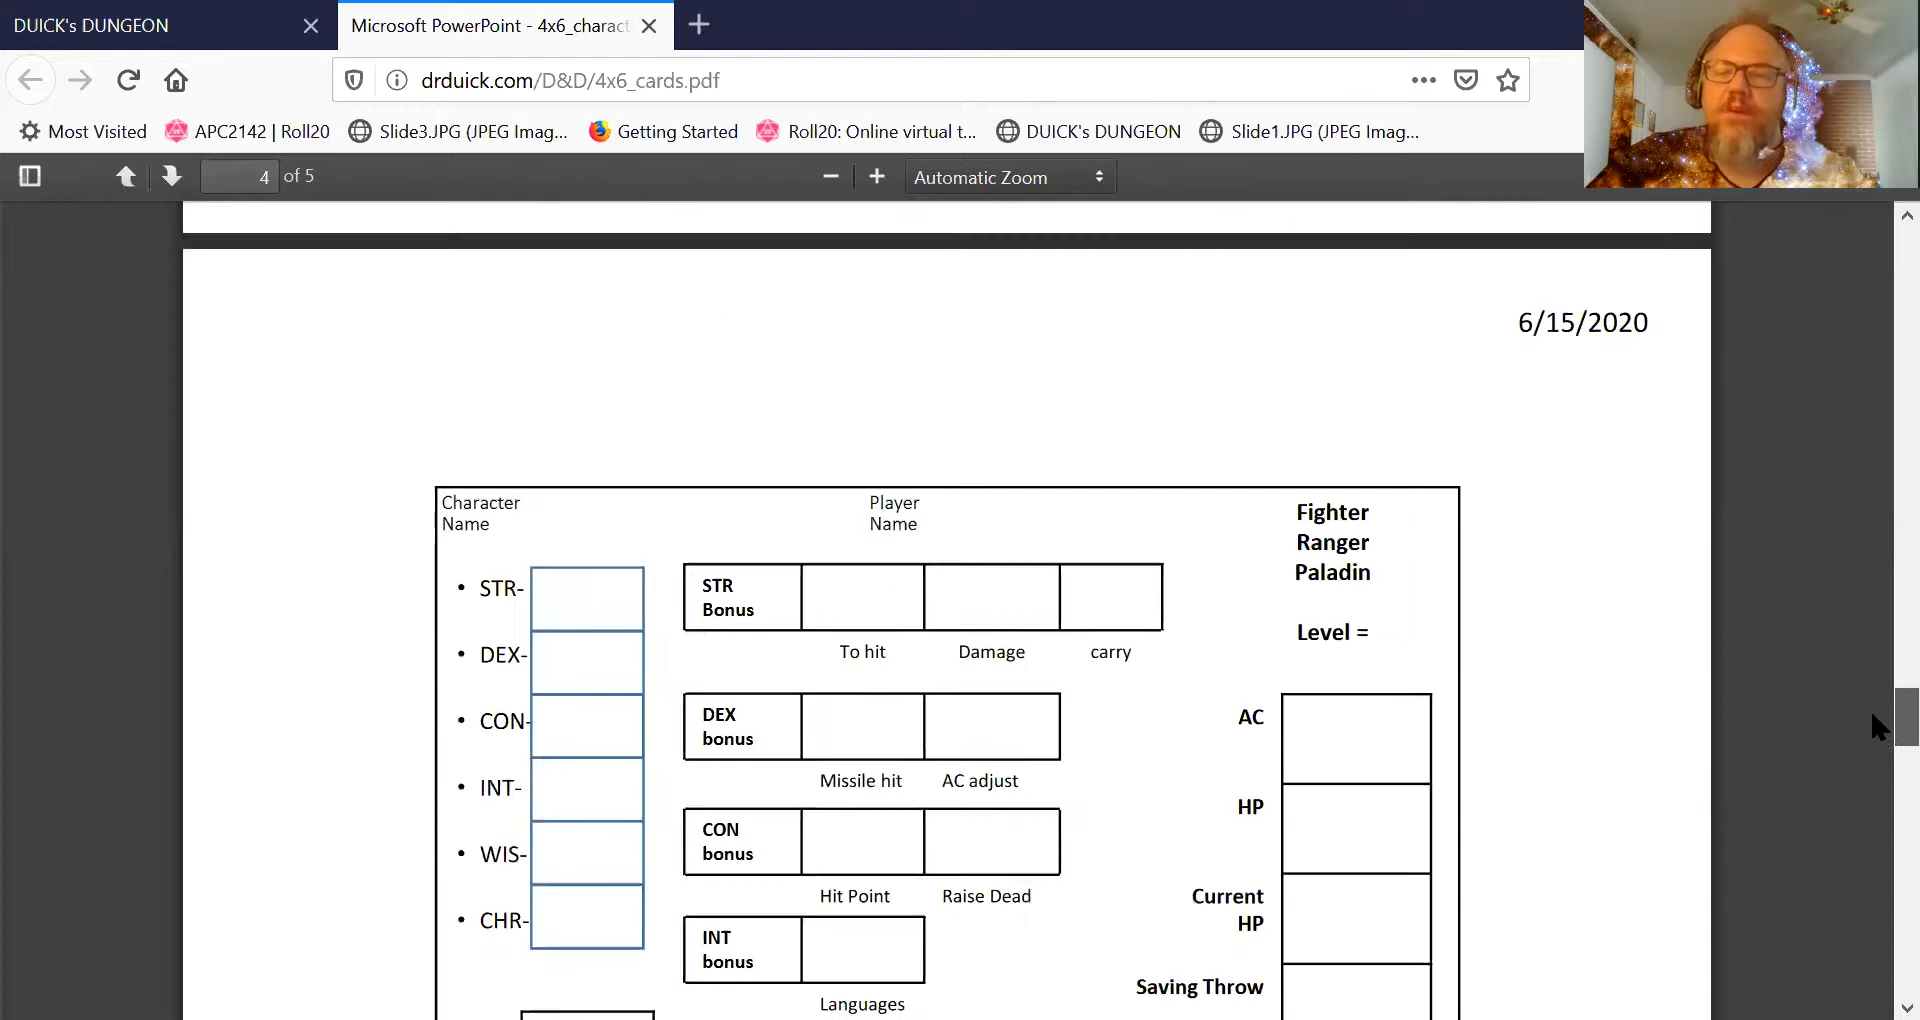 DUICK's DUNGEON
Microsoft PowerPoint - 4x6_charact
drduick.com/D&D/4x6_cards.pdf
Most Visited
APC2142 | Roll20
Slide3.JPG (JPEG Imag...
Getting Started
Roll20: Online virtual t...
DUICK's DUNGEON
Slide1.JPG (JPEG Imag...
4 of 5
Automatic Zoom
6/15/2020
Character
Name
Player
Name
Fighter
Ranger
Paladin
Level =
• STR-
• DEX-
• CON-
• INT-
• WIS-
• CHR-
STR
Bonus
To hit
Damage
carry
DEX
bonus
Missile hit
AC adjust
CON
bonus
Hit Point
Raise Dead
INT
bonus
Languages
AC
HP
Current
HP
Saving Throw